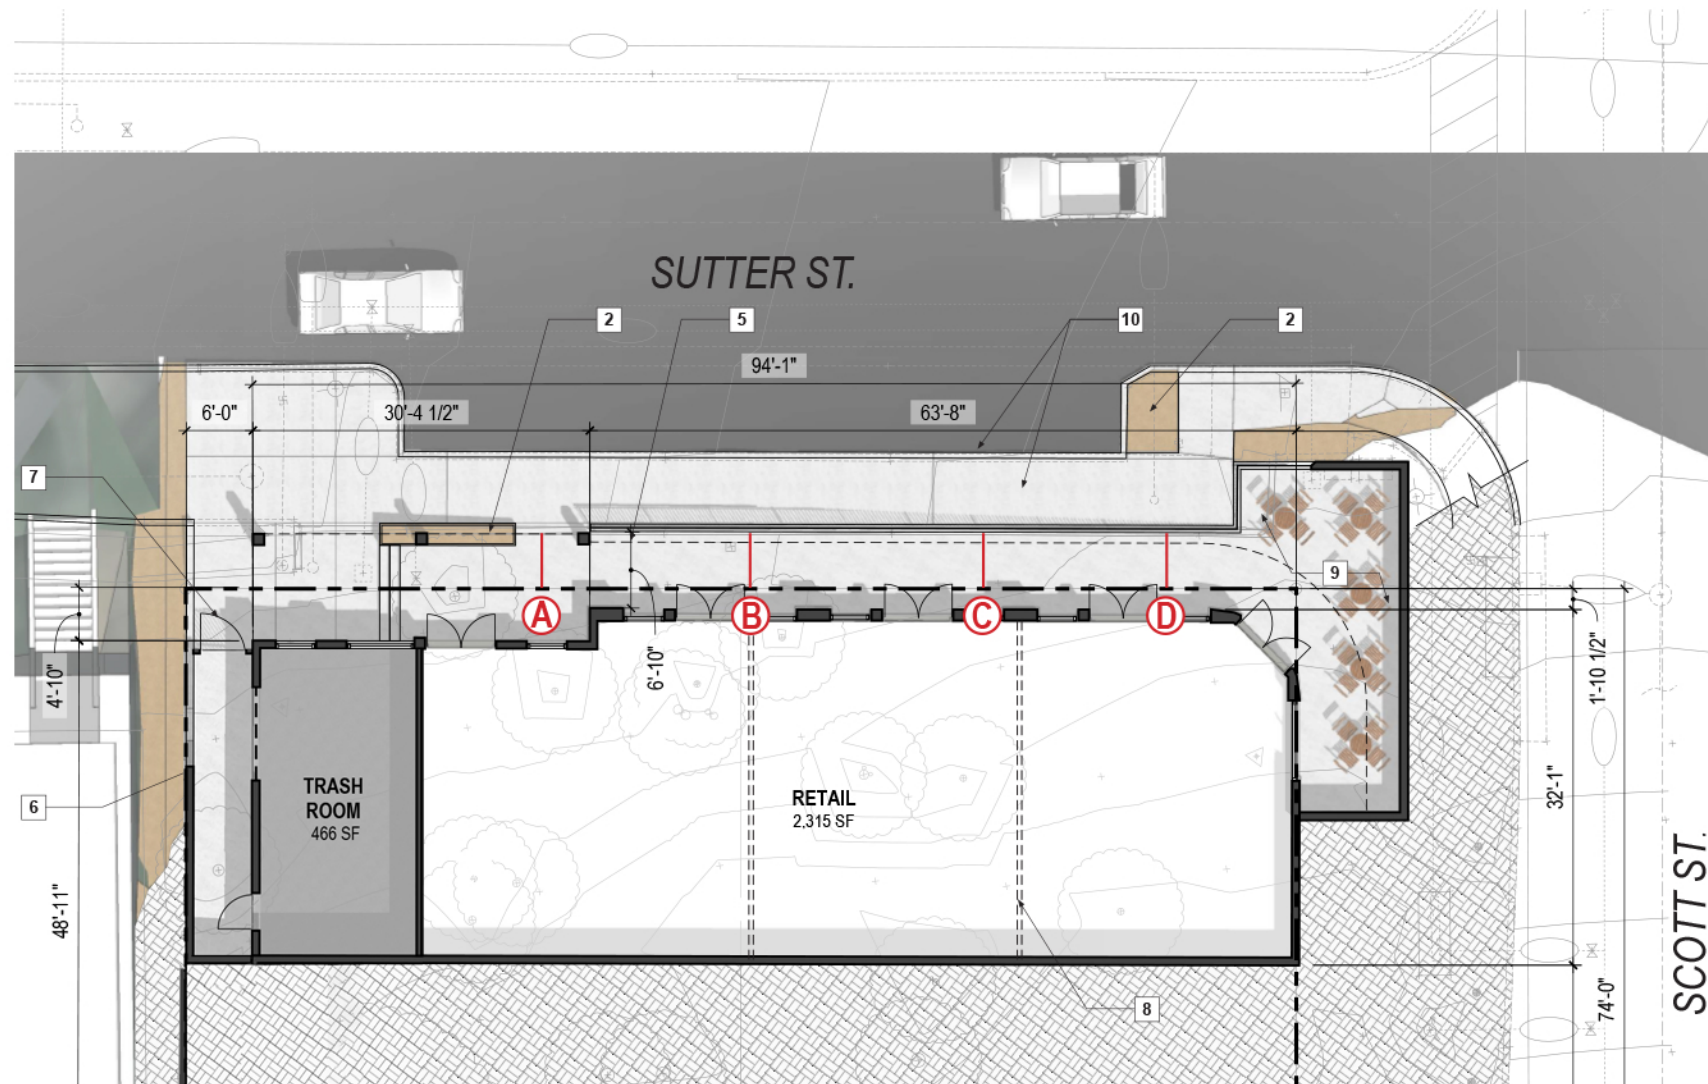 SUTTER ST.
2
5
10
2
94'-1"
6'-0"
30'-4 1/2"
63'-8"
7
9
A
B
C
D
4'-10"
6'-10"
1'-10 1/2"
TRASH
ROOM
466 SF
RETAIL
2,315 SF
6
32'-1"
48'-11"
8
74'-0"
SCOTT ST.